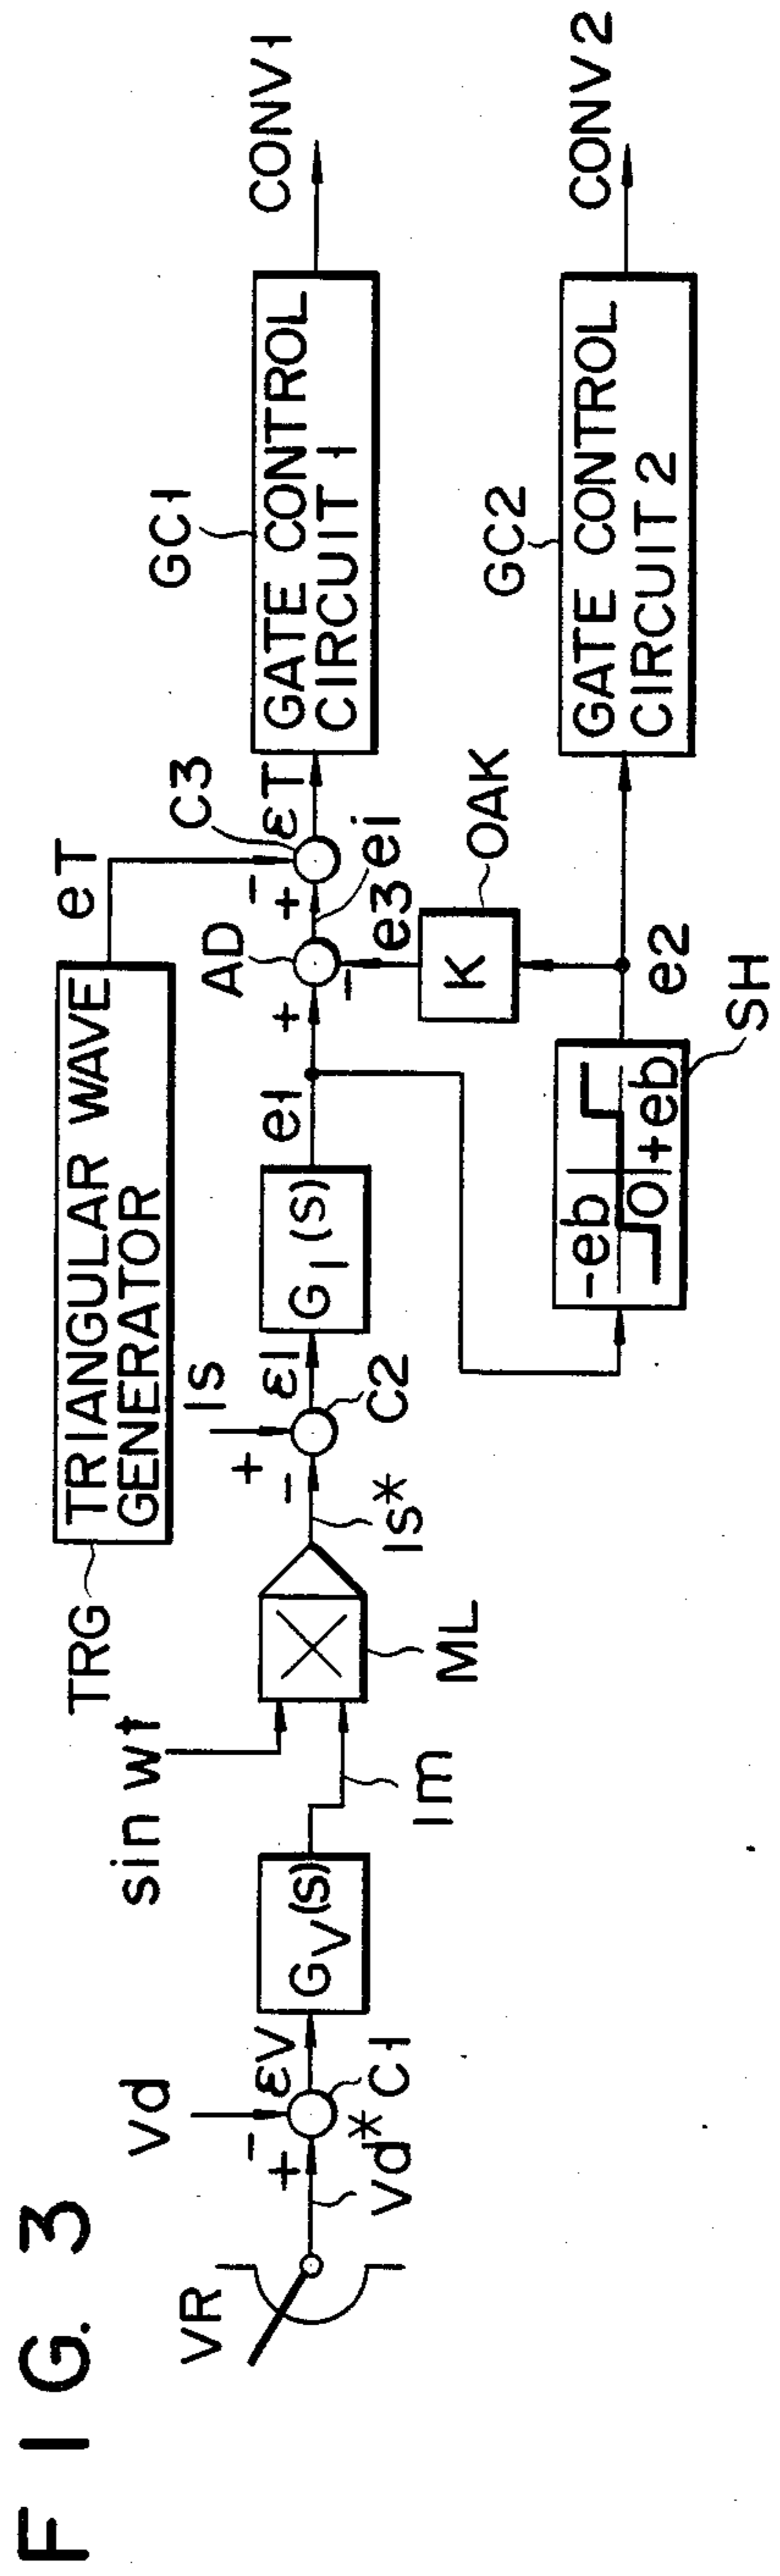 FIG. 3
VR
Vd*
Vd
-
+
εV
C1
GV(S)
Im
sin wt
ML
IS*
IS
+
-
εI
C2
GI(S)
e1
TRG
TRIANGULAR WAVE
GENERATOR
eT
+
-
AD
e3
ei
-
+
C3
εT
GC1
GATE CONTROL
CIRCUIT 1
CONV1
-eb
0
+eb
SH
e2
K
OAK
GC2
GATE CONTROL
CIRCUIT 2
CONV2